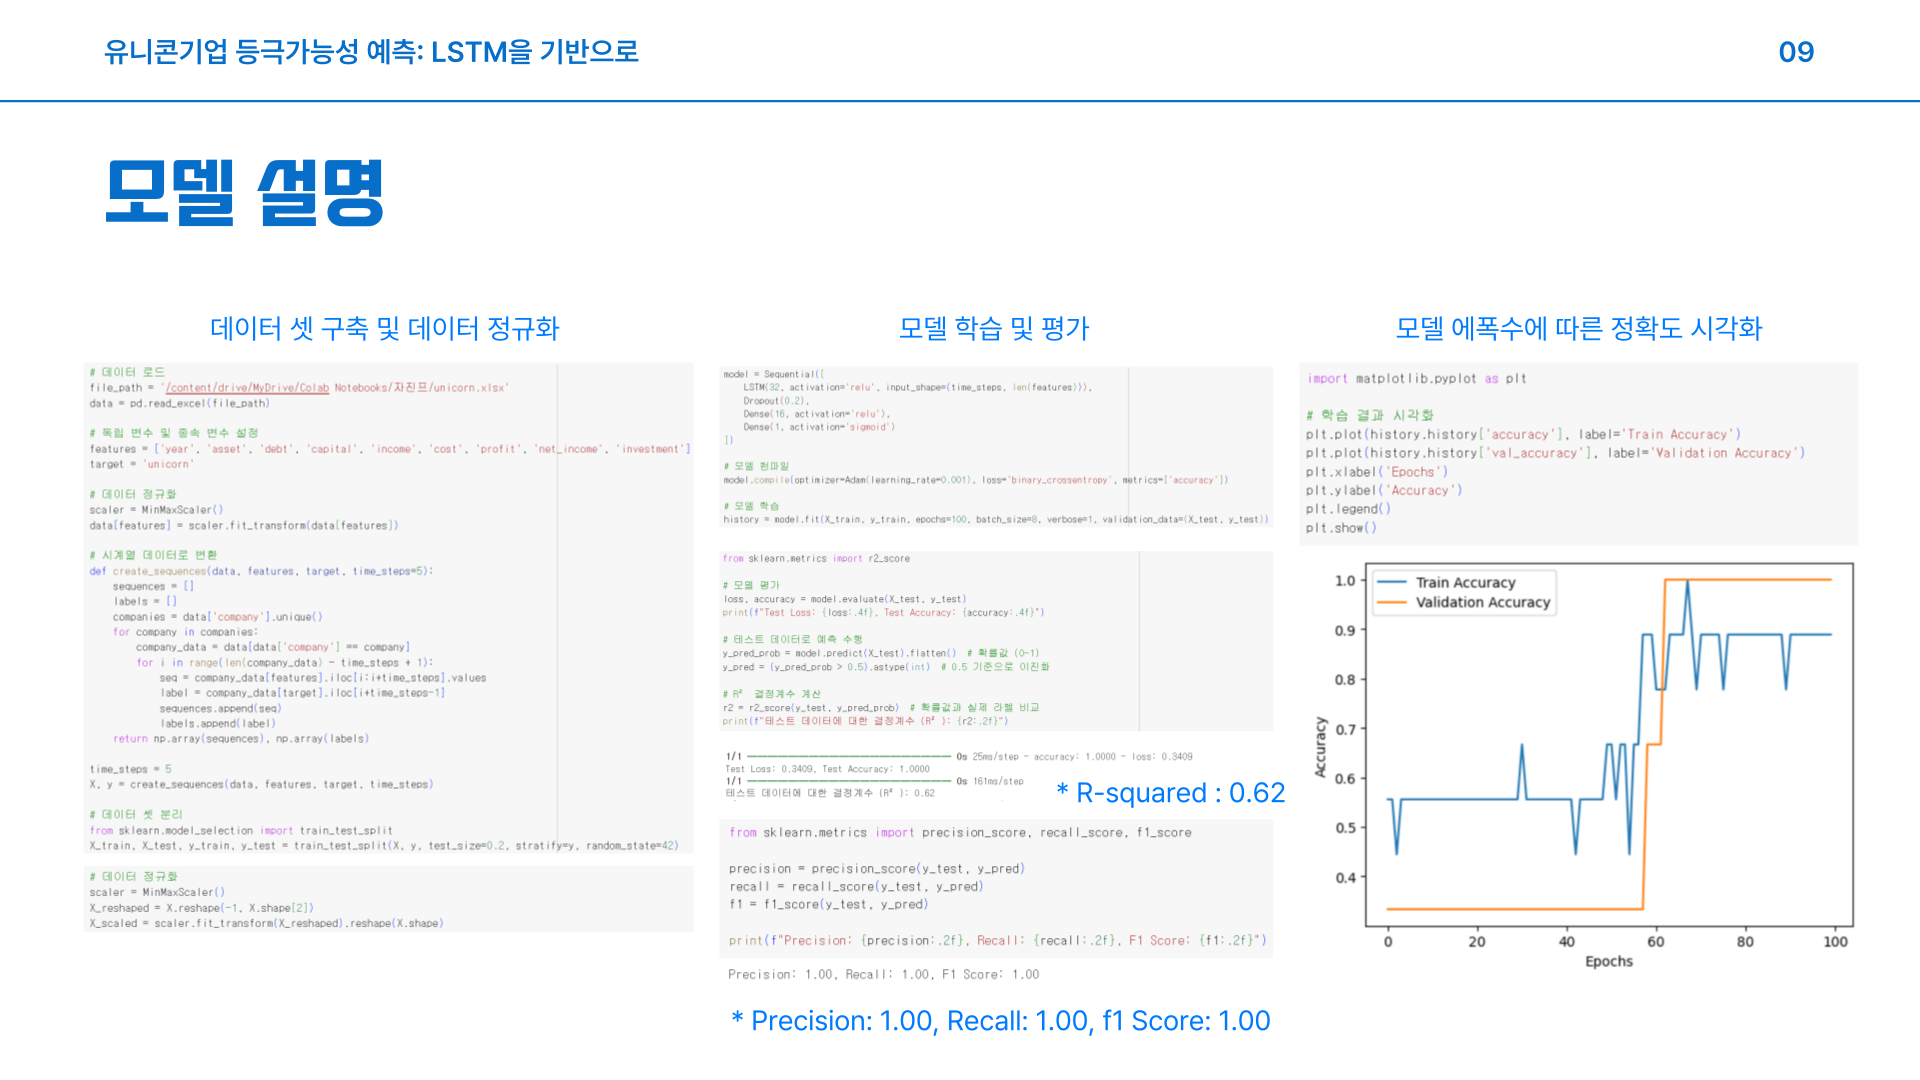 유니콘기업 등극가능성 예측: LSTM을 기반으로
09
모델 설명
데이터 셋 구축 및 데이터 정규화
# 데이터 로드
file_path = '/content/drive/MyDrive/Colab Notebooks/자진프/unicorn.xlsx'
data = pd.read_excel(file_path)
# 독립 변수 및 종속 변수 설정
features = ['year', 'asset', 'debt', 'capital', 'income', 'cost', 'profit', 'net_income', 'investment']
target = 'unicorn'
# 데이터 정규화
scaler = MinMaxScaler()
data[features] = scaler.fit_transform(data[features])
# 시계열 데이터로 변환
def create_sequences(data, features, target, time_steps=5):
    sequences = []
    labels = []
    companies = data['company'].unique()
    for company in companies:
        company_data = data[data['company'] == company]
        for i in range(len(company_data) - time_steps + 1):
            seq = company_data[features].iloc[i:i+time_steps].values
            label = company_data[target].iloc[i+time_steps-1]
            sequences.append(seq)
            labels.append(label)
    return np.array(sequences), np.array(labels)
time_steps = 5
X, y = create_sequences(data, features, target, time_steps)
# 데이터 셋 분리
from sklearn.model_selection import train_test_split
X_train, X_test, y_train, y_test = train_test_split(X, y, test_size=0.2, stratify=y, random_state=42)
# 데이터 정규화
scaler = MinMaxScaler()
X_reshaped = X.reshape(-1, X.shape[2])
X_scaled = scaler.fit_transform(X_reshaped).reshape(X.shape)
모델 학습 및 평가
model = Sequential([
    LSTM(32, activation='relu', input_shape=(time_steps, len(features))),
    Dropout(0.2),
    Dense(16, activation='relu'),
    Dense(1, activation='sigmoid')
])
# 모델 컴파일
model.compile(optimizer=Adam(learning_rate=0.001), loss='binary_crossentropy', metrics=['accuracy'])
# 모델 학습
history = model.fit(X_train, y_train, epochs=100, batch_size=8, verbose=1, validation_data=(X_test, y_test))
from sklearn.metrics import r2_score
# 모델 평가
loss, accuracy = model.evaluate(X_test, y_test)
print(f"Test Loss: {loss:.4f}, Test Accuracy: {accuracy:.4f}")
# 테스트 데이터로 예측 수행
y_pred_prob = model.predict(X_test).flatten()  # 확률값 (0~1)
y_pred = (y_pred_prob > 0.5).astype(int)  # 0.5 기준으로 이진화
# R² 결정계수 계산
r2 = r2_score(y_test, y_pred_prob)  # 확률값과 실제 라벨 비교
print(f"테스트 데이터에 대한 결정계수 (R² ): {r2:.2f}")
1/1 ━━━━━━━━━━━━━━━━━━━━ 0s 25ms/step - accuracy: 1.0000 - loss: 0.3409
Test Loss: 0.3409, Test Accuracy: 1.0000
1/1 ━━━━━━━━━━━━━━━━━━━━ 0s 161ms/step
테스트 데이터에 대한 결정계수 (R² ): 0.62
* R-squared : 0.62
from sklearn.metrics import precision_score, recall_score, f1_score
precision = precision_score(y_test, y_pred)
recall = recall_score(y_test, y_pred)
f1 = f1_score(y_test, y_pred)
print(f"Precision: {precision:.2f}, Recall: {recall:.2f}, F1 Score: {f1:.2f}")
Precision: 1.00, Recall: 1.00, F1 Score: 1.00
* Precision: 1.00, Recall: 1.00, f1 Score: 1.00
모델 에폭수에 따른 정확도 시각화
import matplotlib.pyplot as plt
# 학습 결과 시각화
plt.plot(history.history['accuracy'], label='Train Accuracy')
plt.plot(history.history['val_accuracy'], label='Validation Accuracy')
plt.xlabel('Epochs')
plt.ylabel('Accuracy')
plt.legend()
plt.show()
Train Accuracy
Validation Accuracy
1.0
0.9
0.8
0.7
0.6
0.5
0.4
Accuracy
0 20 40 60 80 100
Epochs